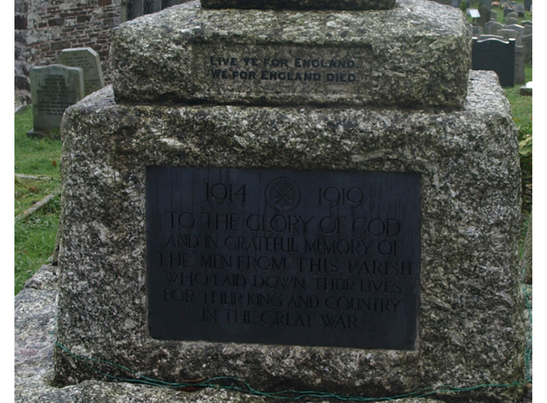 LIVE YE FOR ENGLAND.
WE FOR ENGLAND DIED.
1914 1919
TO THE GLORY OF GOD
AND IN GRATEFUL MEMORY OF
THE MEN FROM THIS PARISH
WHO LAID DOWN THEIR LIVES
FOR THEIR KING AND COUNTRY
IN THE GREAT WAR